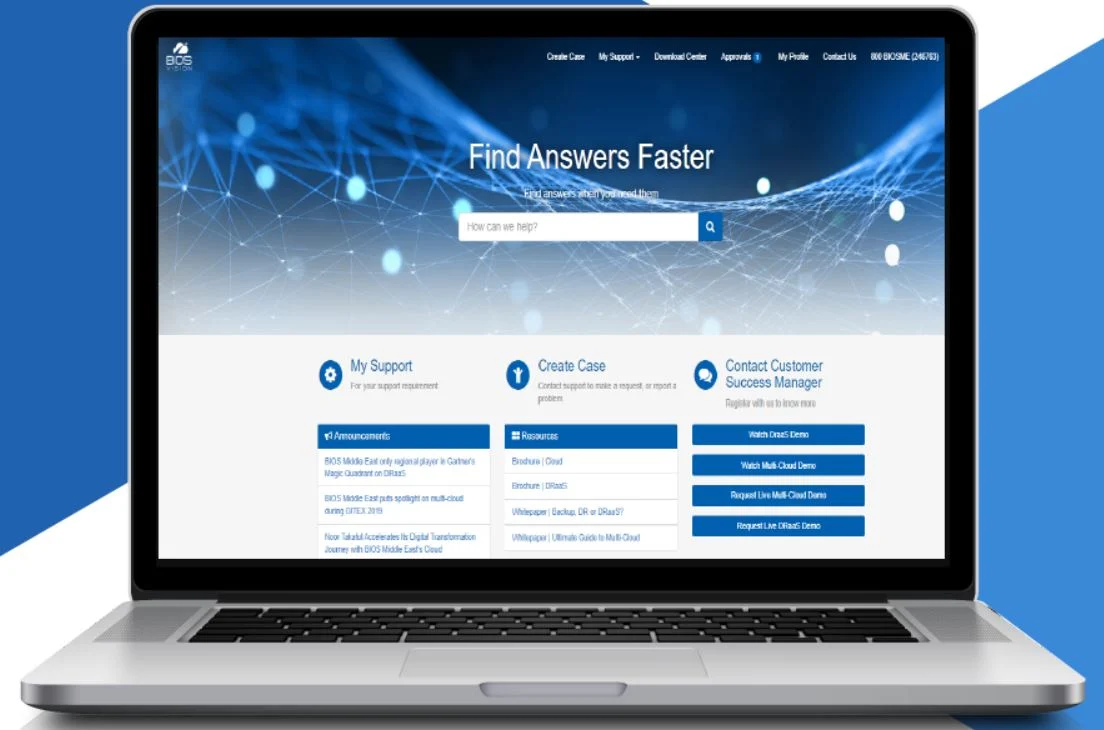 BIOS
VISION
Create Case My Support Download Center Approvals 1 My Profile Contact Us 800 BIOSME (246763)
Find Answers Faster
Find answers when you need them
How can we help?
My Support
For your support requirement
Create Case
Contact support to make a request, or report a
problem
Contact Customer
Success Manager
Register with us to know more
Announcements
BIOS Middle East only regional player in Gartner's
Magic Quadrant on DRaaS
BIOS Middle East puts spotlight on multi-cloud
during GITEX 2019
Noor Takaful Accelerates Its Digital Transformation
Journey with BIOS Middle East's Cloud
Resources
Brochure | Cloud
Brochure | DRaaS
Whitepaper | Backup, DR or DRaaS?
Whitepaper | Ultimate Guide to Multi-Cloud
Watch DraaS Demo
Watch Multi-Cloud Demo
Request Live Multi-Cloud Demo
Request Live DRaaS Demo